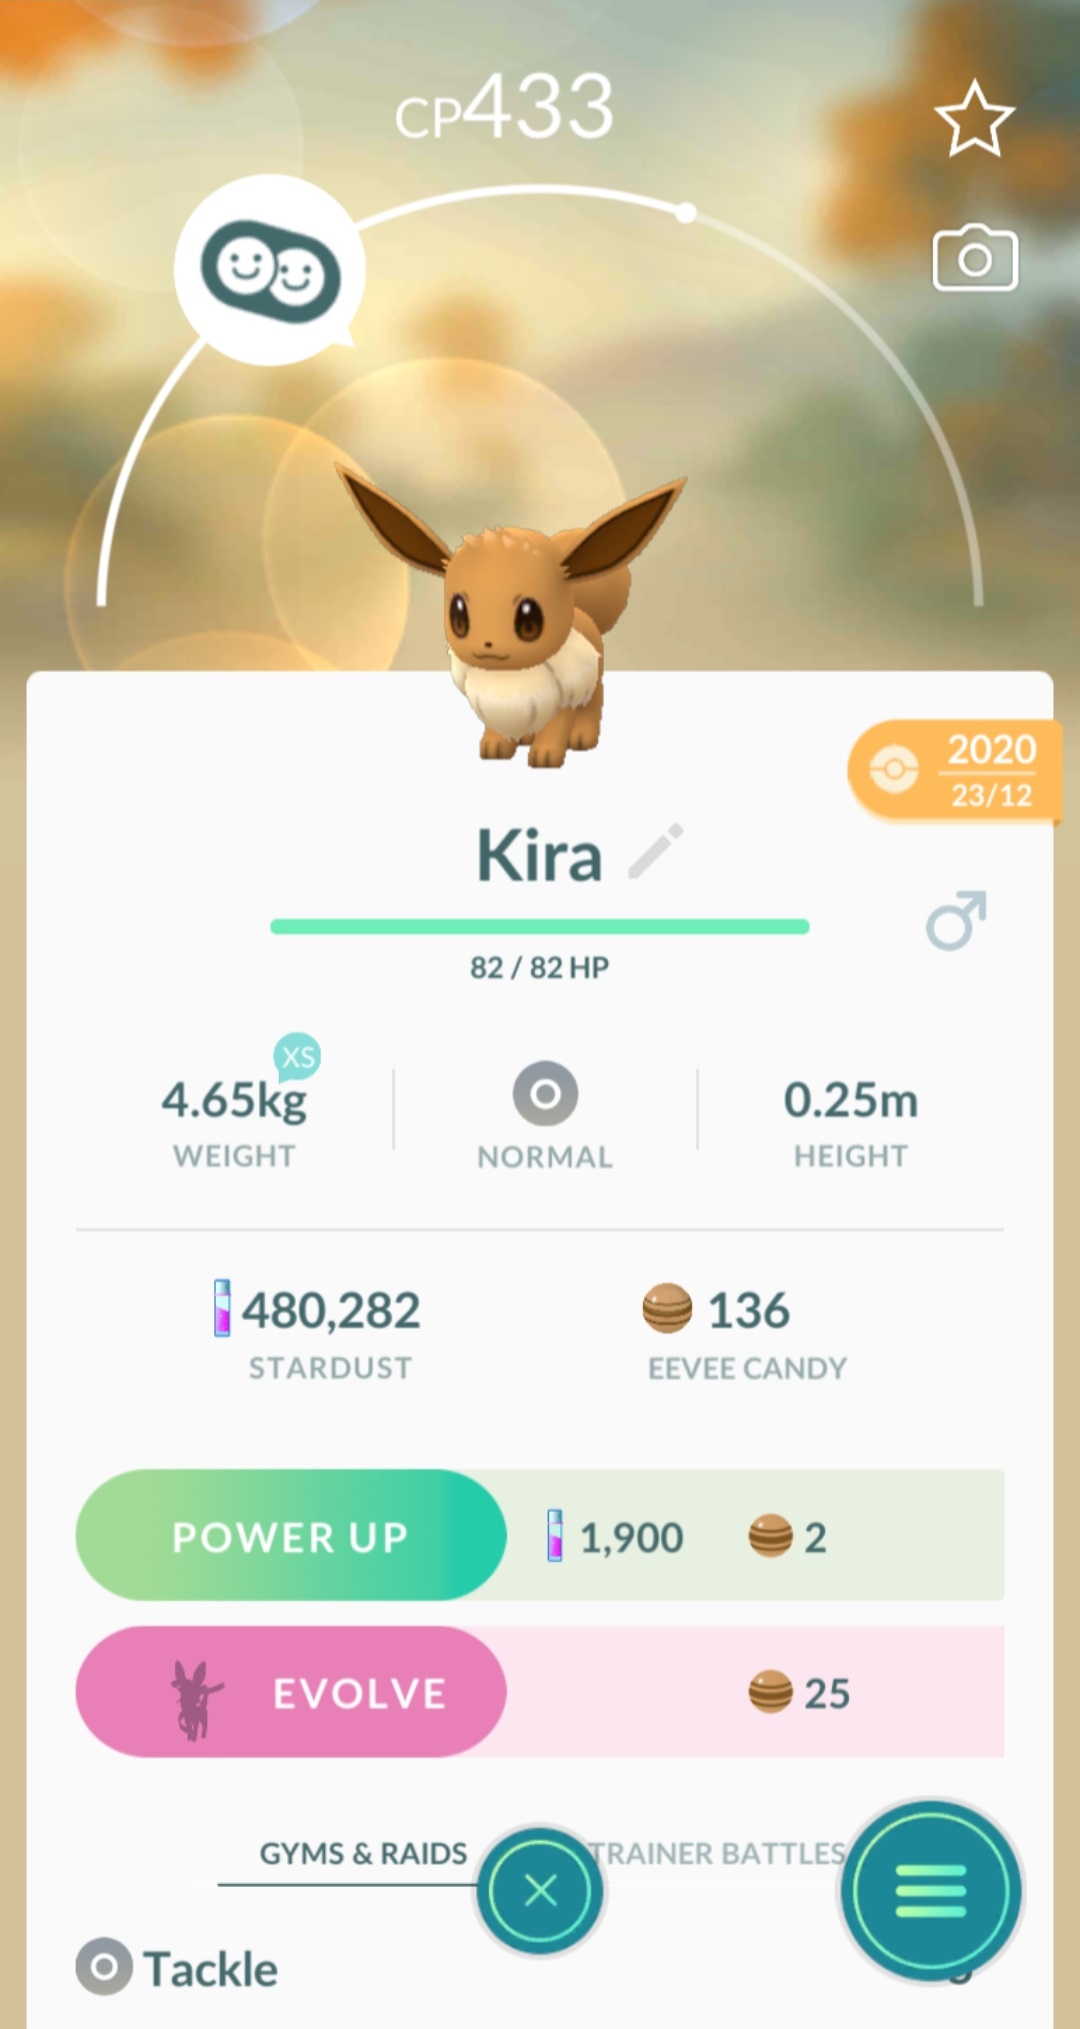 CP433
2020
23/12
Kira
82 / 82 HP
XS
4.65kg
WEIGHT
NORMAL
0.25m
HEIGHT
480,282
STARDUST
136
EEVEE CANDY
POWER UP
1,900
2
EVOLVE
25
GYMS & RAIDS
TRAINER BATTLES
Tackle